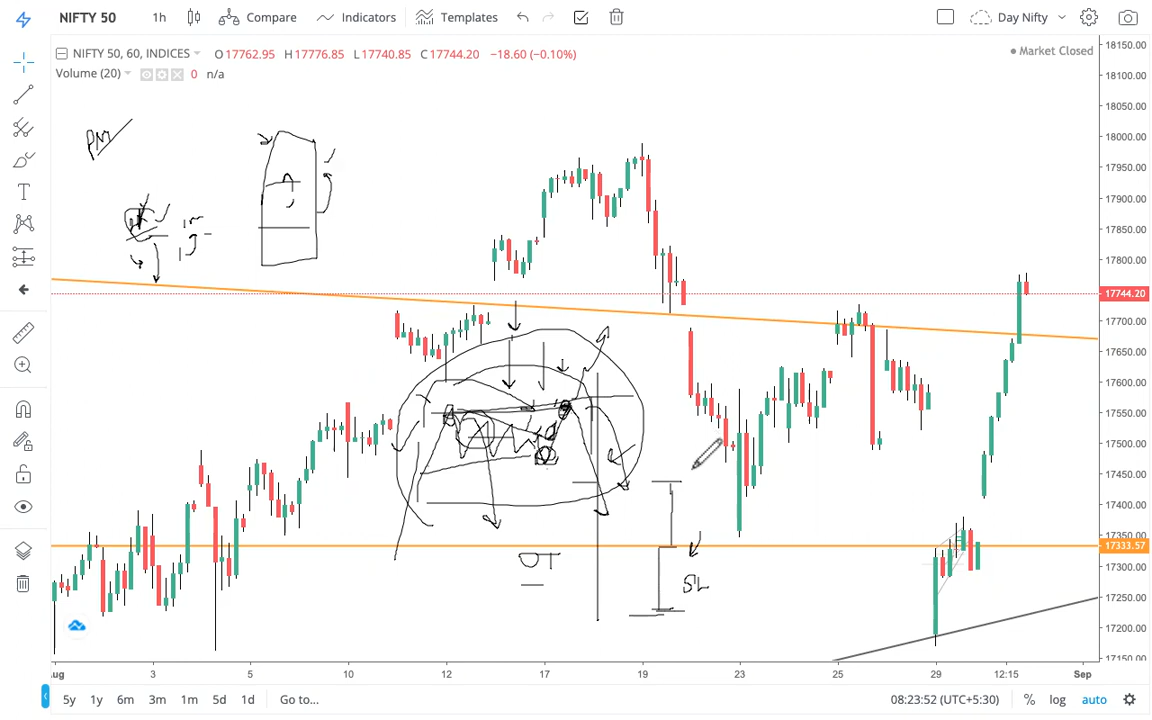 NIFTY 50 1h Compare Indicators Templates Day Nifty
NIFTY 50, 60, INDICES O17762.95 H17776.85 L17740.85 C17744.20 −18.60 (−0.10%)
Market Closed
Volume (20) 0 n/a
18150.00
18100.00
18050.00
18000.00
17950.00
17900.00
17850.00
17800.00
17744.20
17700.00
17650.00
17600.00
17550.00
17500.00
17450.00
17400.00
17350.00
17333.57
17300.00
17250.00
17200.00
17150.00
OT
SL
ug 3 5 10 12 17 19 23 25 29 12:15 Sep
5y 1y 6m 3m 1m 5d 1d Go to... 08:23:52 (UTC+5:30) % log auto